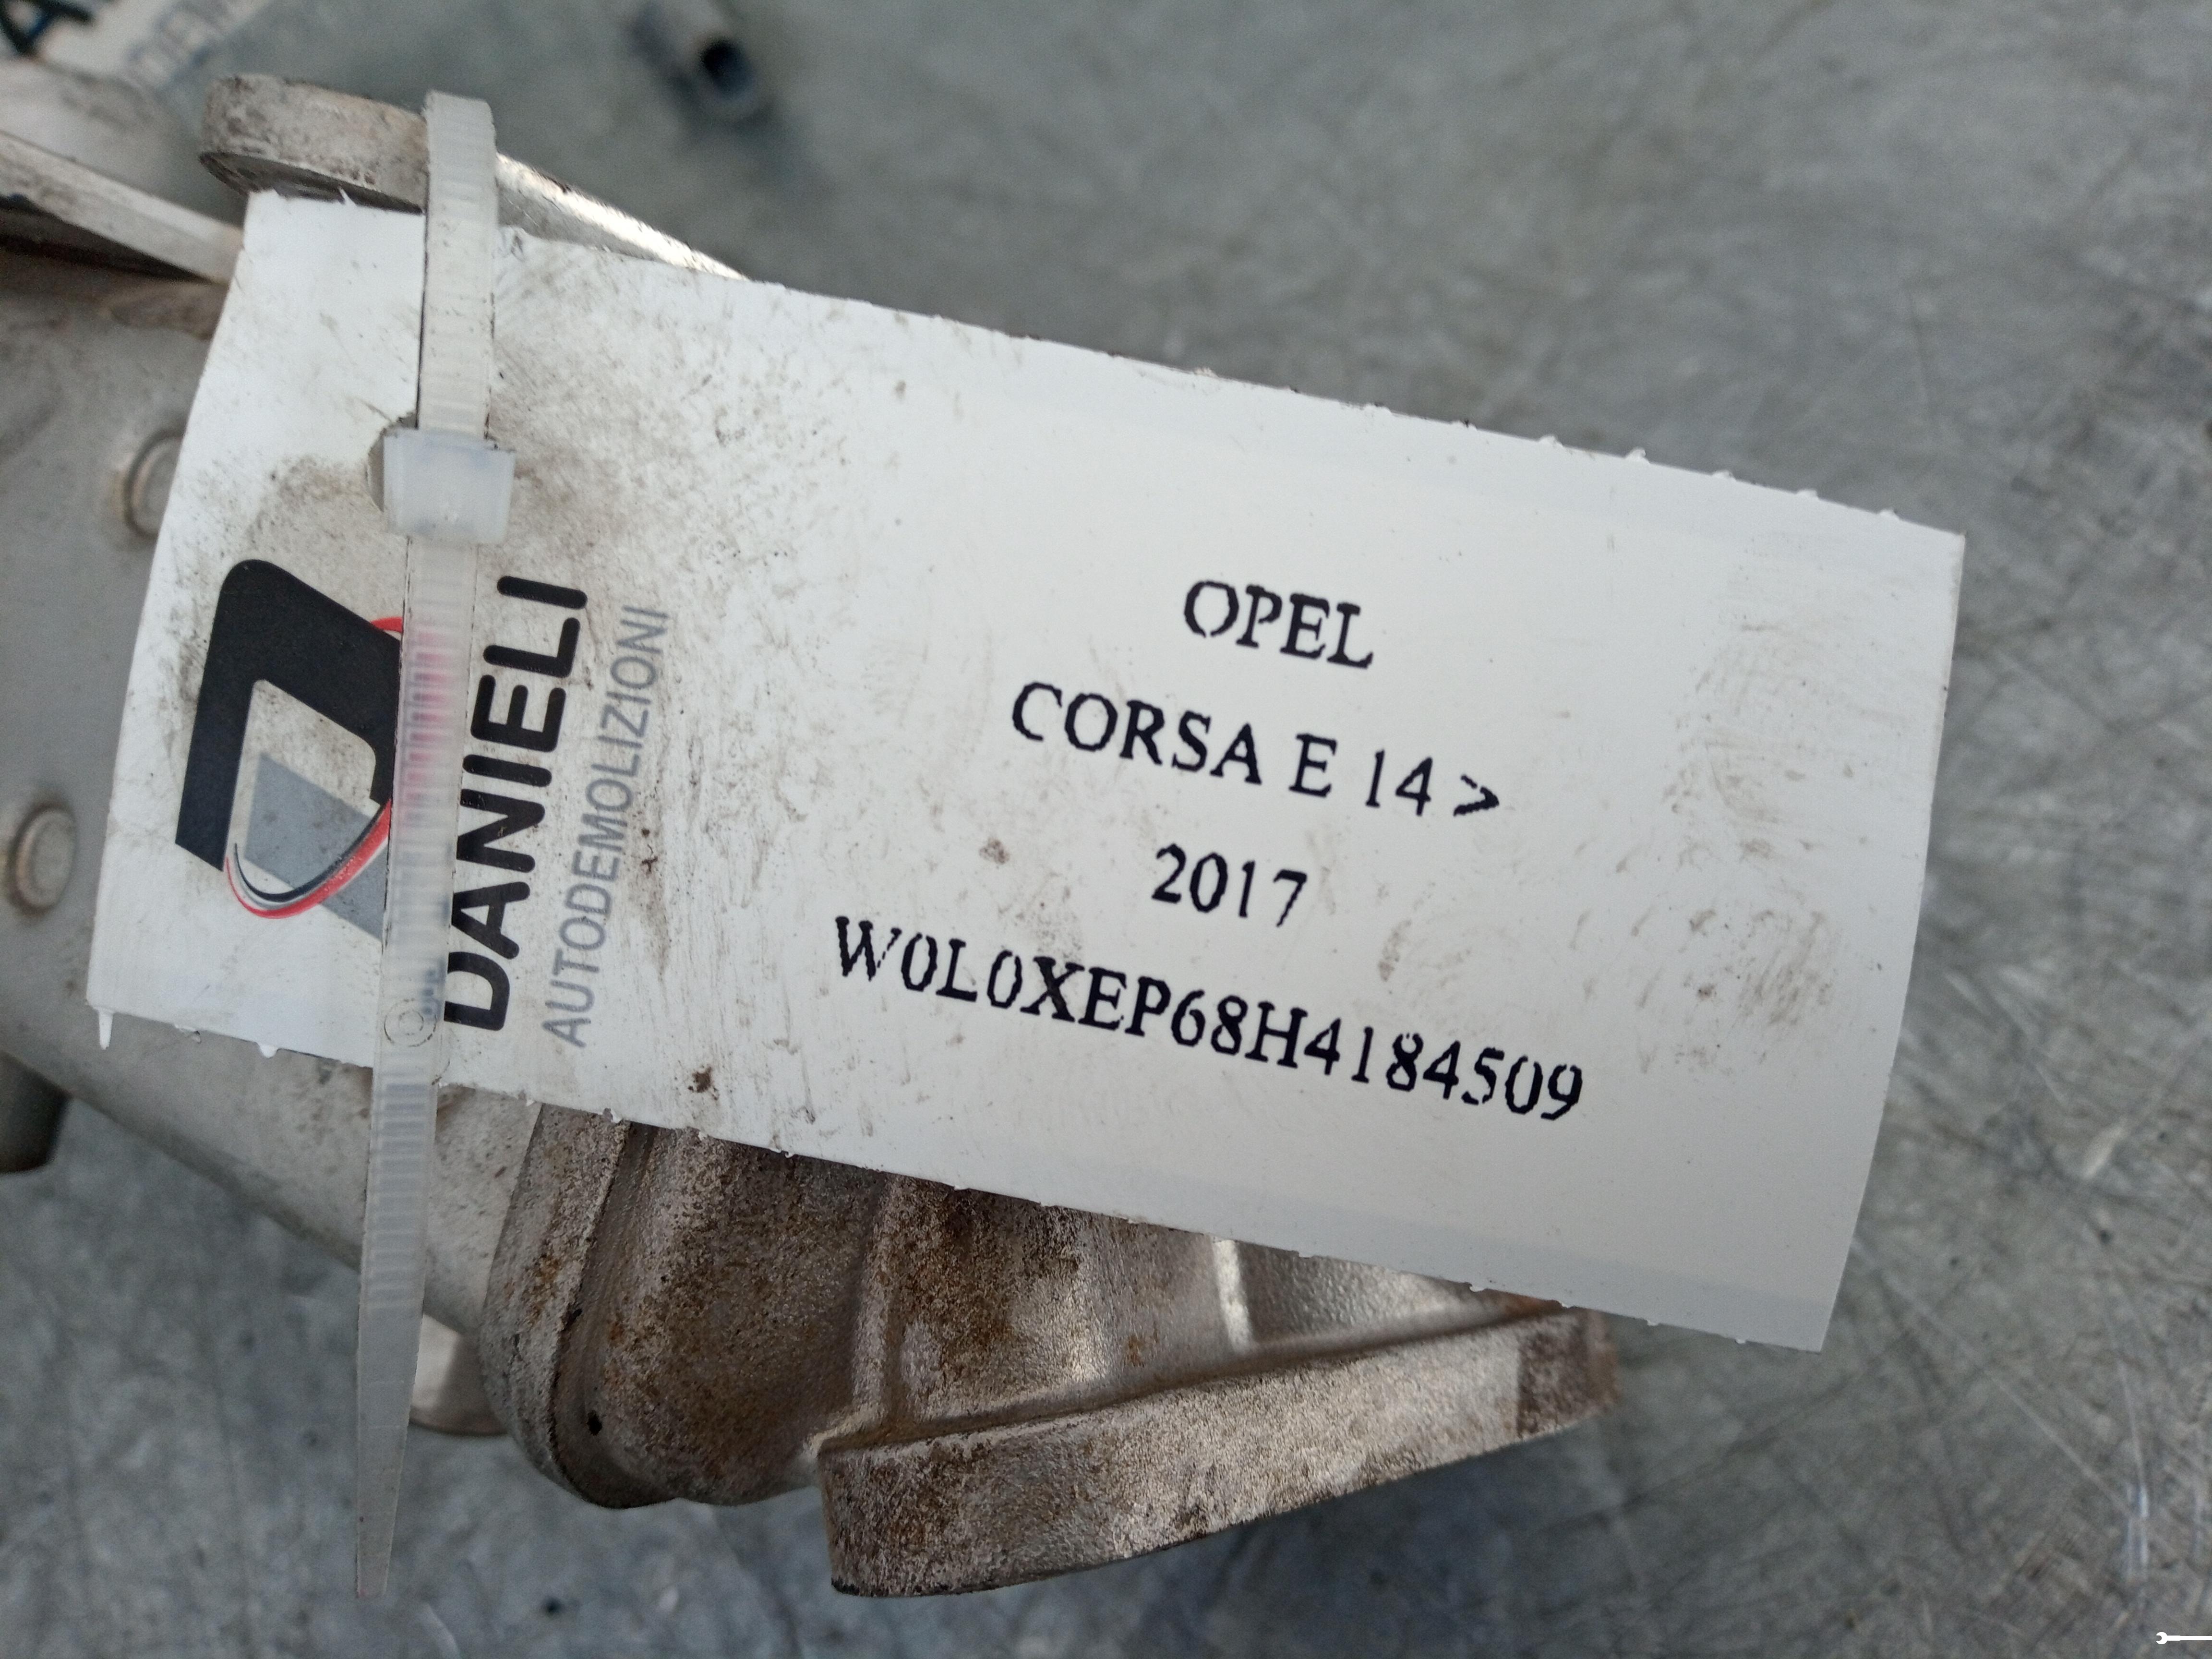 DANIELI
AUTODEMOLIZIONI
OPEL
CORSA E 14 >
2017
W0L0XEP68H4184509